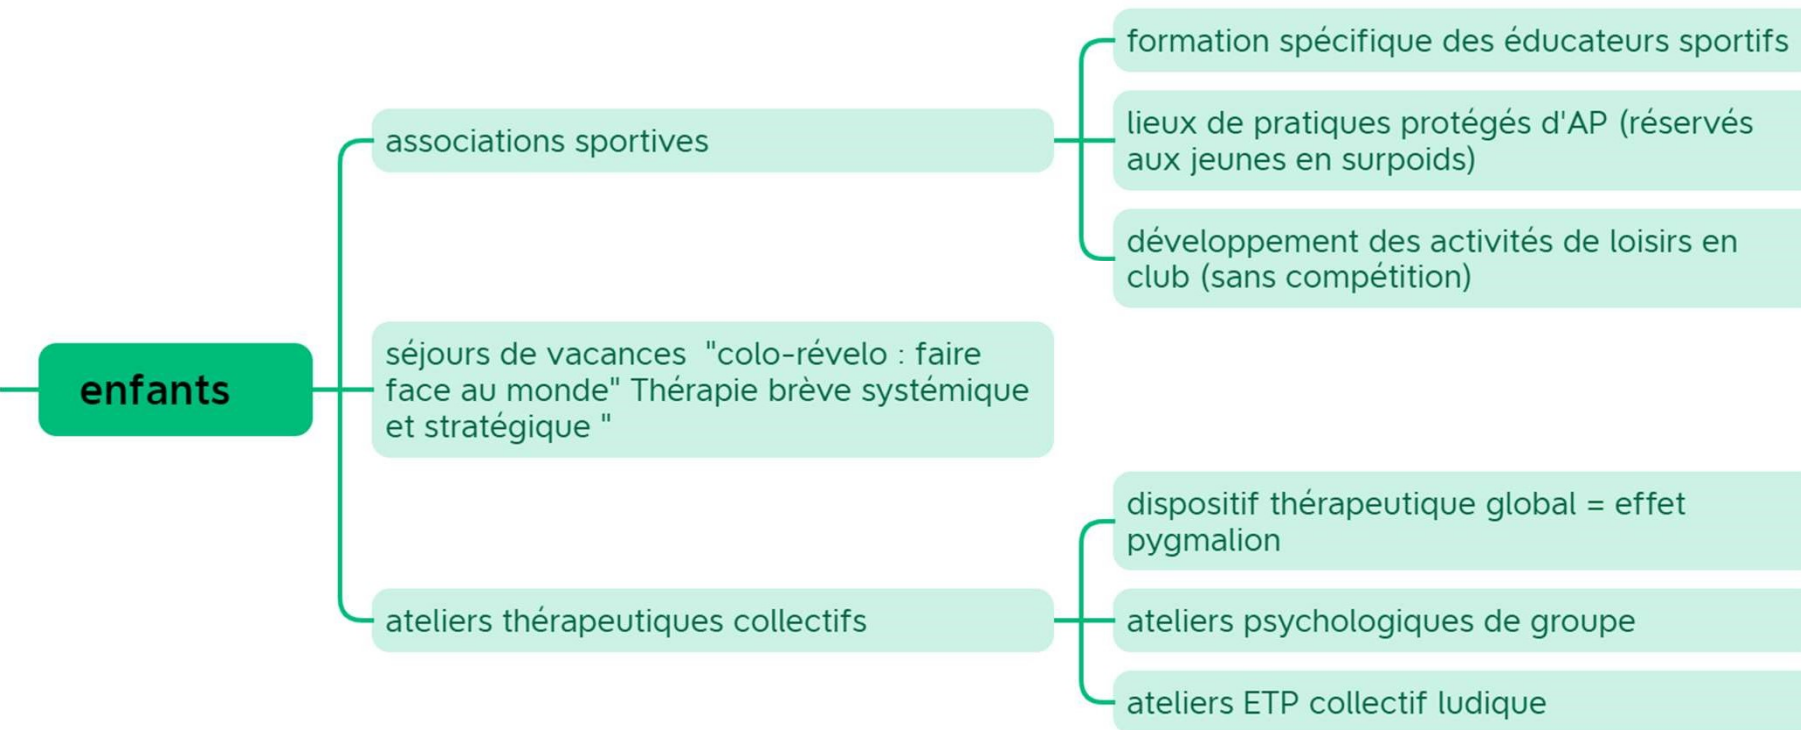 enfants
associations sportives
formation spécifique des éducateurs sportifs
lieux de pratiques protégés d'AP (réservés
aux jeunes en surpoids)
développement des activités de loisirs en
club (sans compétition)
séjours de vacances  "colo-révelo : faire
face au monde" Thérapie brève systémique
et stratégique "
ateliers thérapeutiques collectifs
dispositif thérapeutique global = effet
pygmalion
ateliers psychologiques de groupe
ateliers ETP collectif ludique